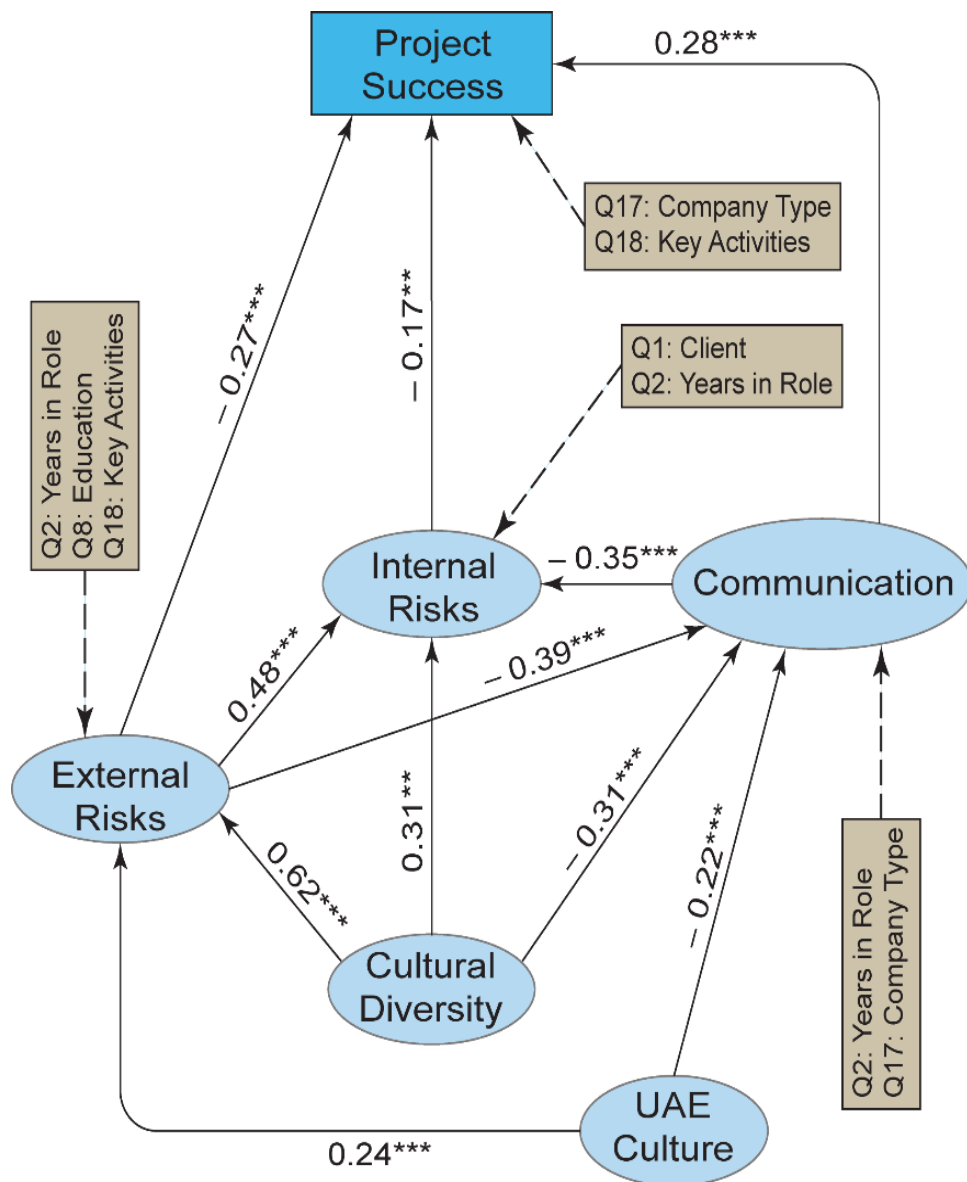 Project
Success
0.28***
Q17: Company Type
Q18: Key Activities
– 0.27***
– 0.17**
Q2: Years in Role
Q8: Education
Q18: Key Activities
Q1: Client
Q2: Years in Role
Internal
Risks
– 0.35***
Communication
0.48***
– 0.39***
External
Risks
0.62***
0.31**
– 0.31***
– 0.22***
Cultural
Diversity
Q2: Years in Role
Q17: Company Type
UAE
Culture
0.24***